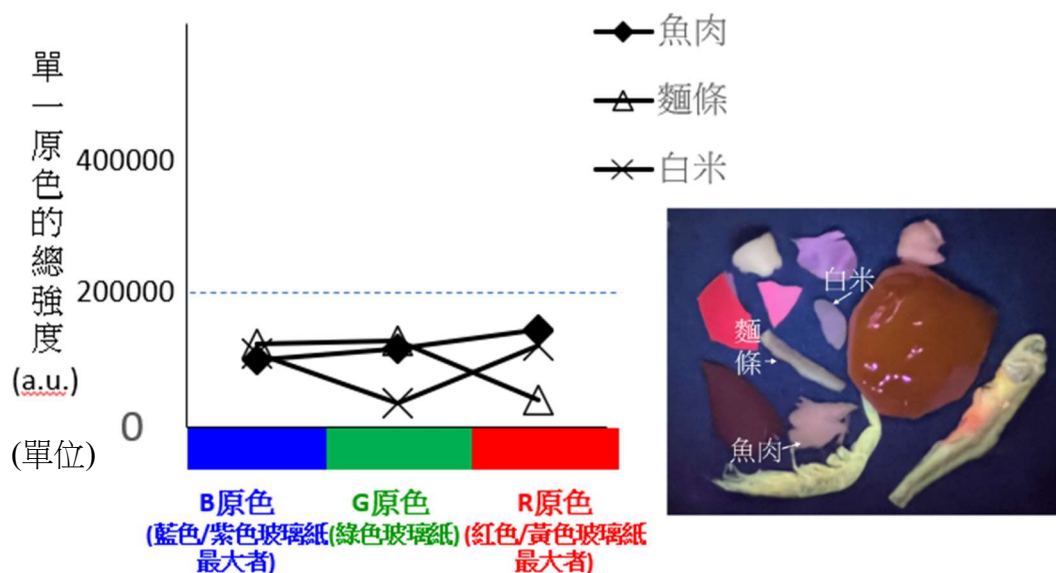 單一原色的總強度
(a.u.)
(單位)
400000
200000
0
魚肉
麵條
白米
B原色
(藍色/紫色玻璃紙
最大者)
G原色
(綠色玻璃紙)
R原色
(紅色/黃色玻璃紙
最大者)
白米
麵
條
魚肉